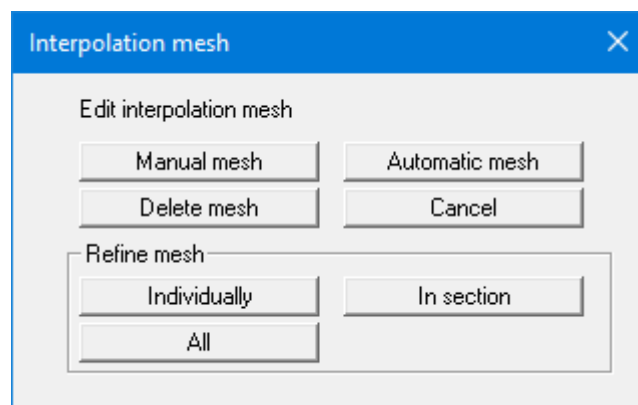 Interpolation mesh
Edit interpolation mesh
Manual mesh Automatic mesh
Delete mesh Cancel
Refine mesh
Individually In section
All